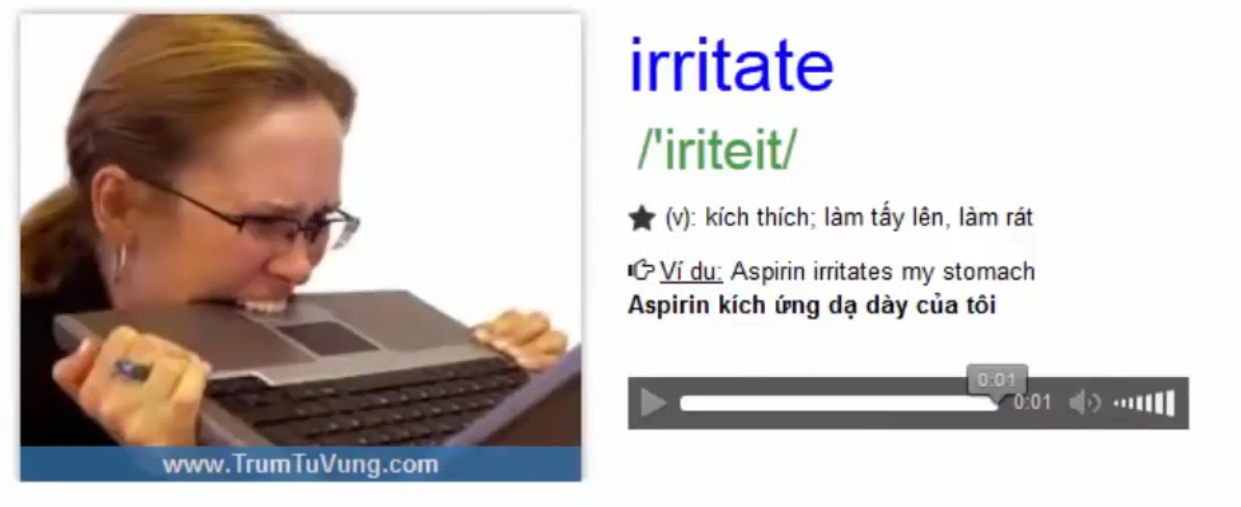 irritate
/'iriteit/
(v): kích thích; làm tấy lên, làm rát
Ví dụ: Aspirin irritates my stomach
Aspirin kích ứng dạ dày của tôi
0:01
0:01
www.TrumTuVung.com